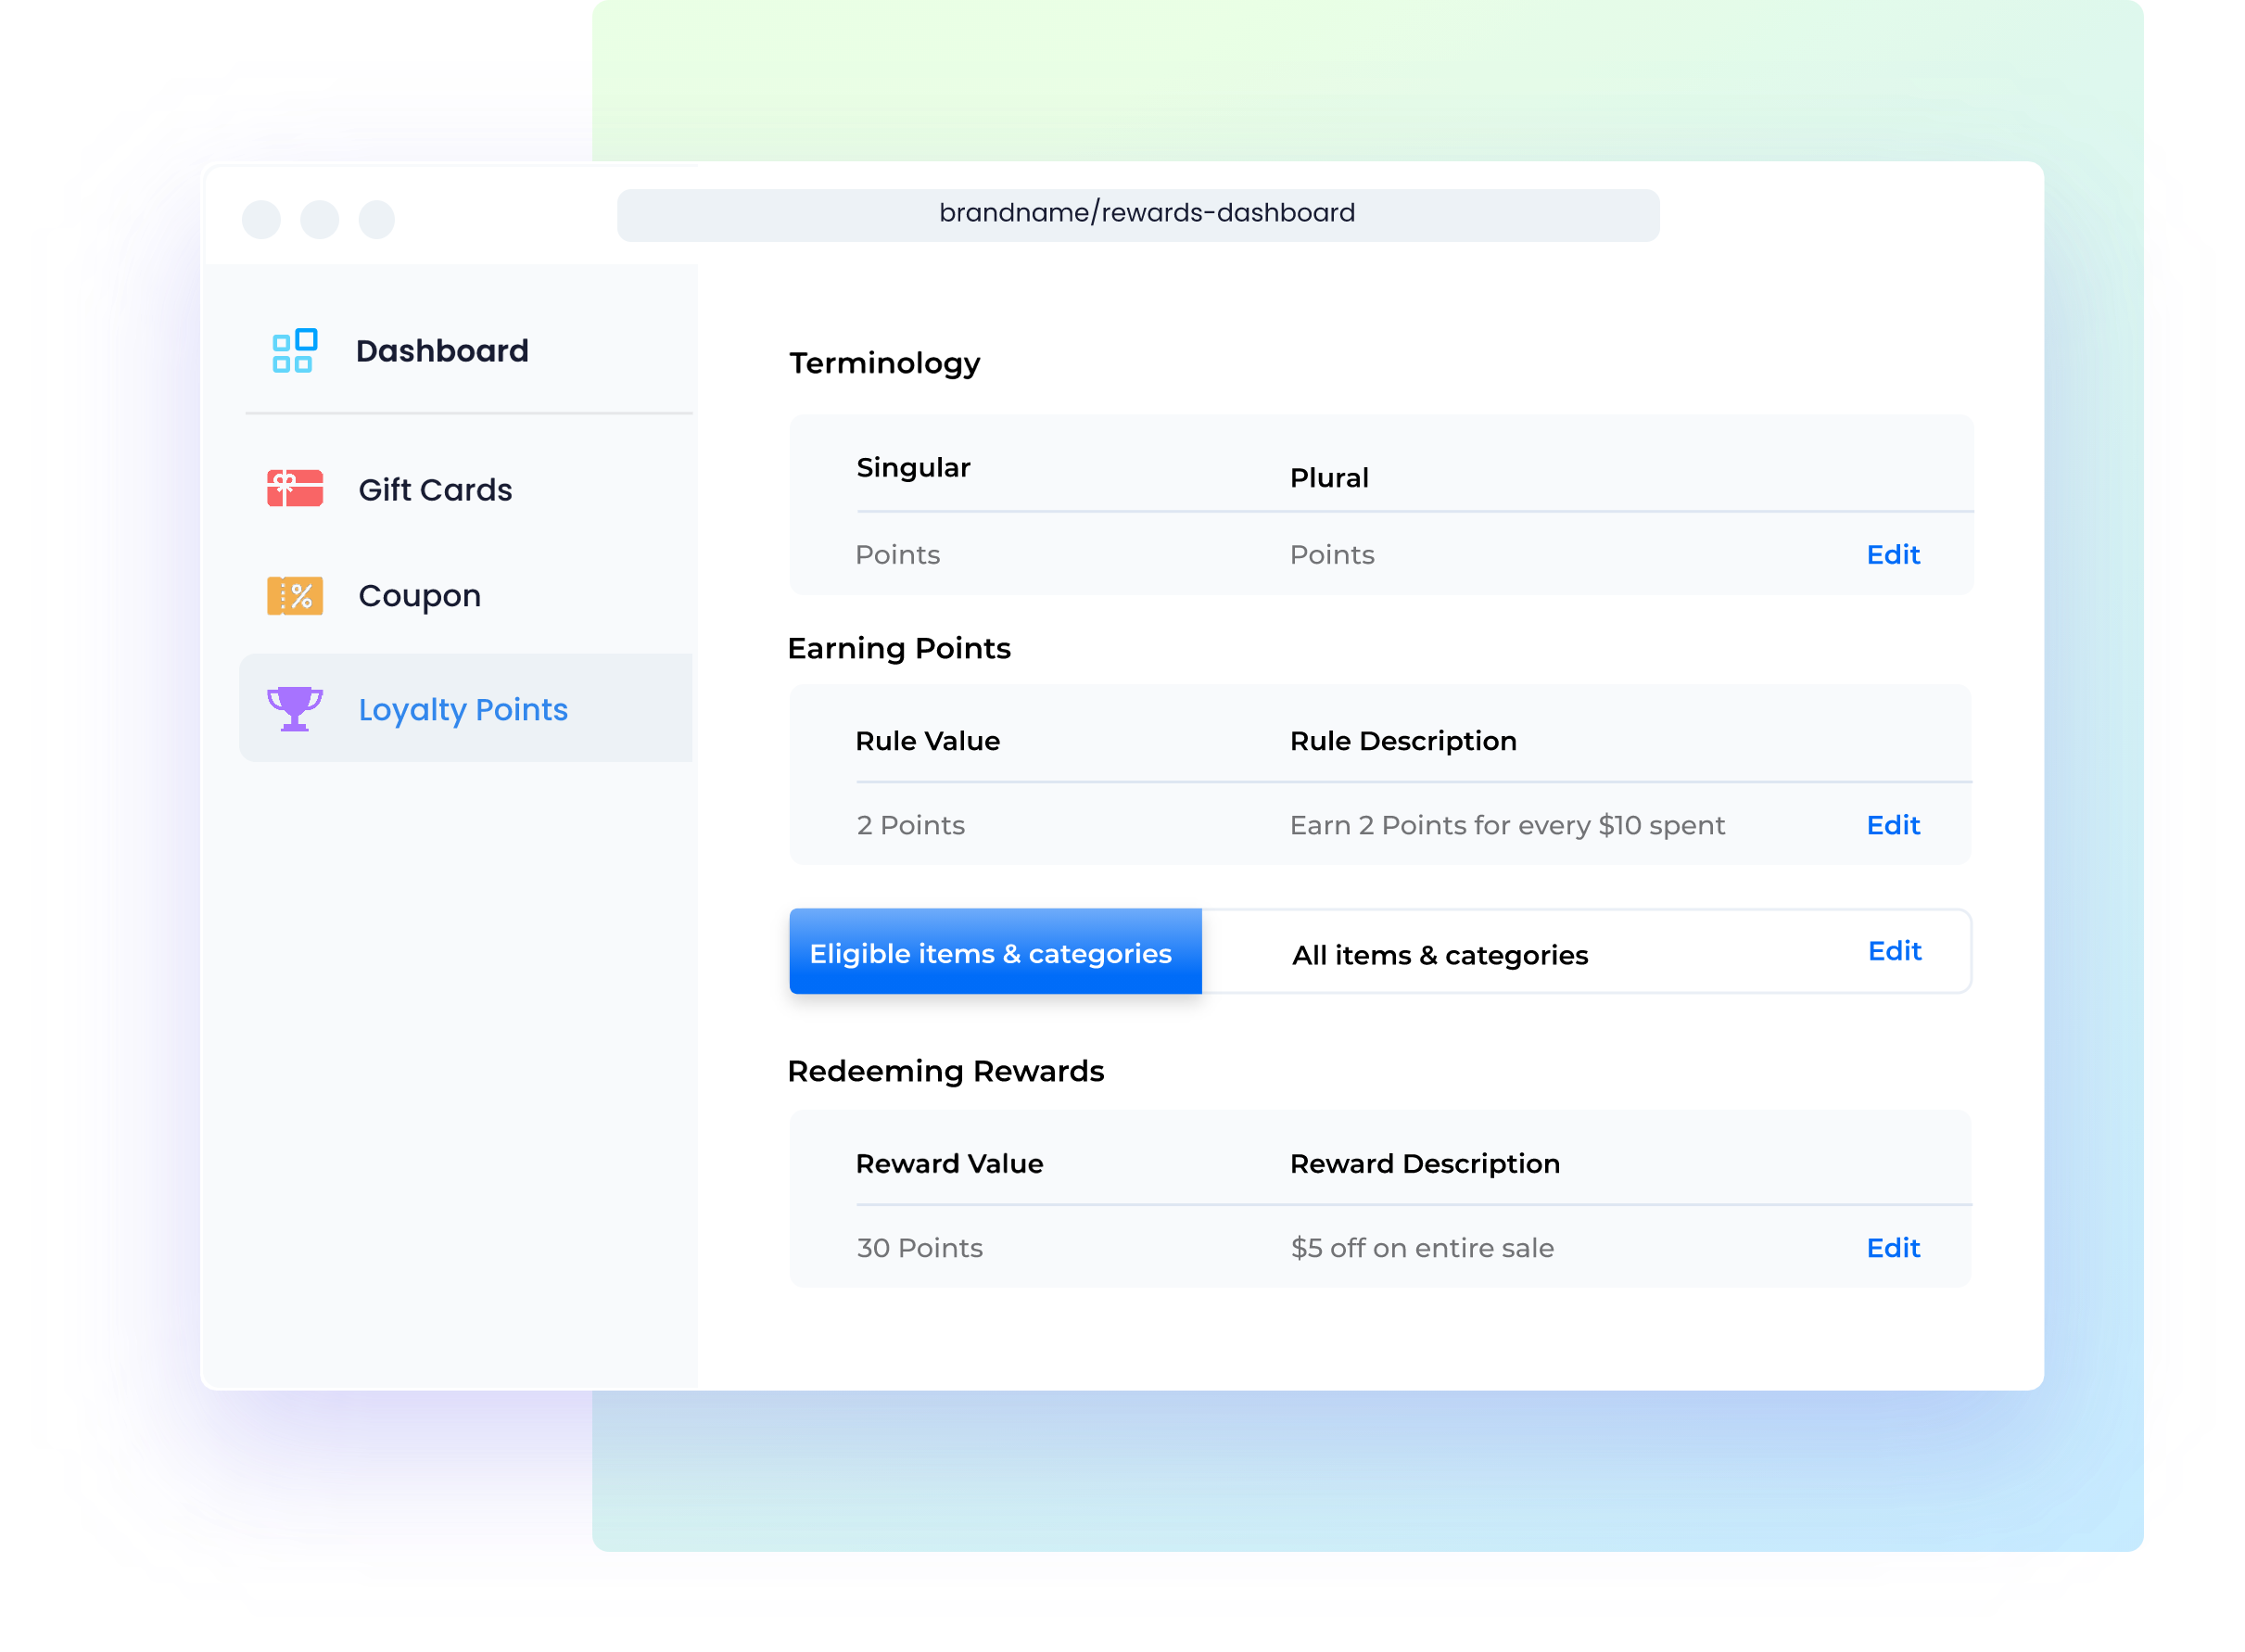 brandname/rewards-dashboard
Dashboard
Gift Cards
Coupon
Loyalty Points
Terminology
Singular Plural
Points Points Edit
Earning Points
Rule Value Rule Description
2 Points Earn 2 Points for every $10 spent Edit
Eligible items & categories All items & categories Edit
Redeeming Rewards
Reward Value Reward Description
30 Points $5 off on entire sale Edit